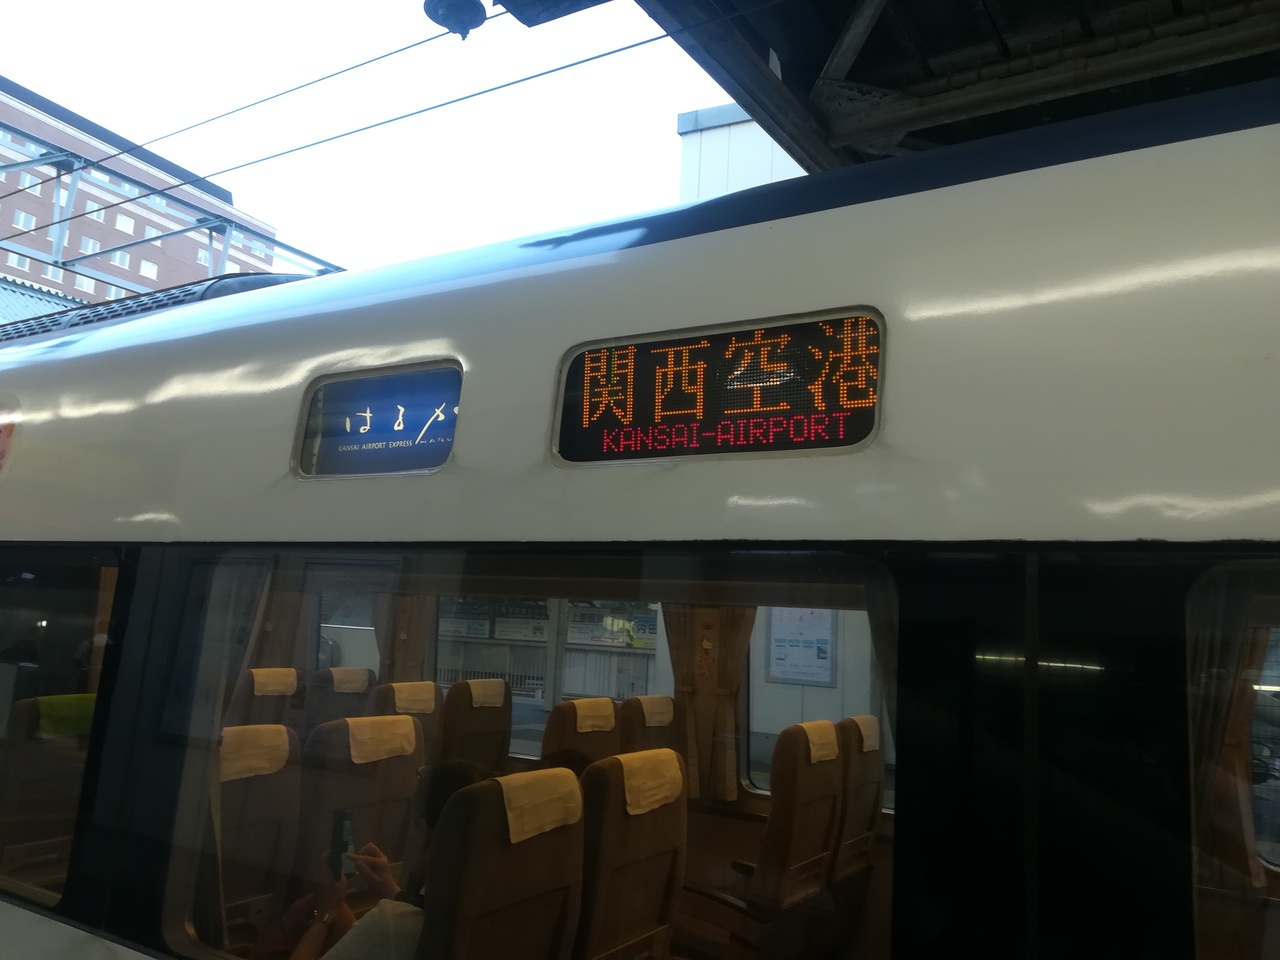 はるか
KANSAI AIRPORT EXPRESS
関西空港
KANSAI-AIRPORT